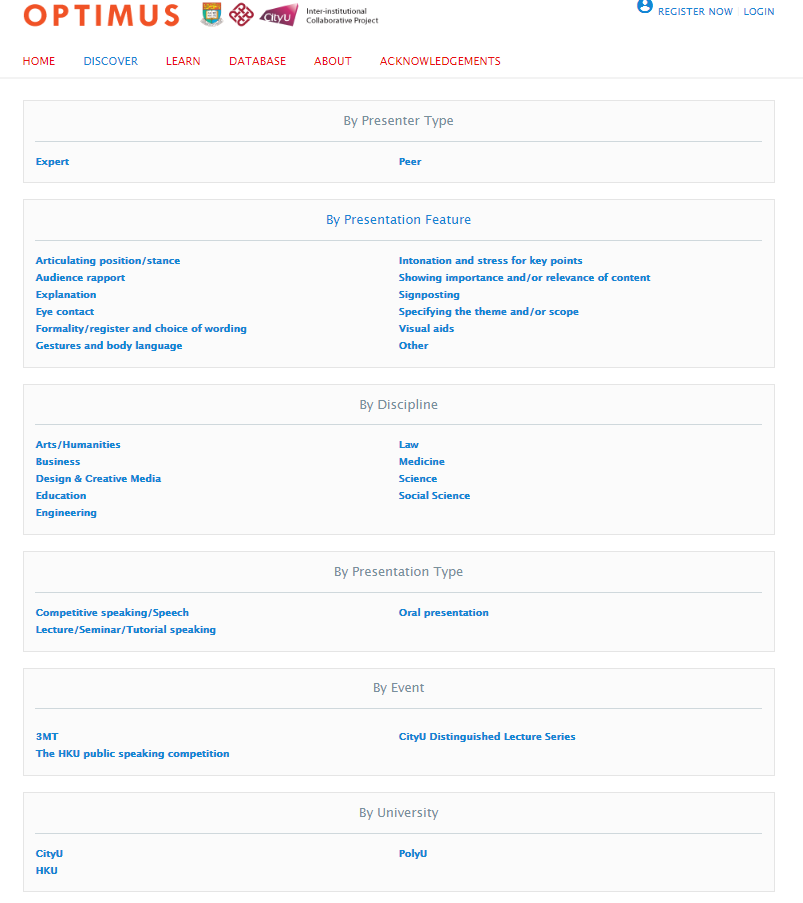 OPTIMUS
CityU
Inter-institutional
Collaborative Project
REGISTER NOW | LOGIN
HOME DISCOVER LEARN DATABASE ABOUT ACKNOWLEDGEMENTS
By Presenter Type
Expert Peer
By Presentation Feature
Articulating position/stance Intonation and stress for key points
Audience rapport Showing importance and/or relevance of content
Explanation Signposting
Eye contact Specifying the theme and/or scope
Formality/register and choice of wording Visual aids
Gestures and body language Other
By Discipline
Arts/Humanities Law
Business Medicine
Design & Creative Media Science
Education Social Science
Engineering
By Presentation Type
Competitive speaking/Speech Oral presentation
Lecture/Seminar/Tutorial speaking
By Event
3MT CityU Distinguished Lecture Series
The HKU public speaking competition
By University
CityU PolyU
HKU